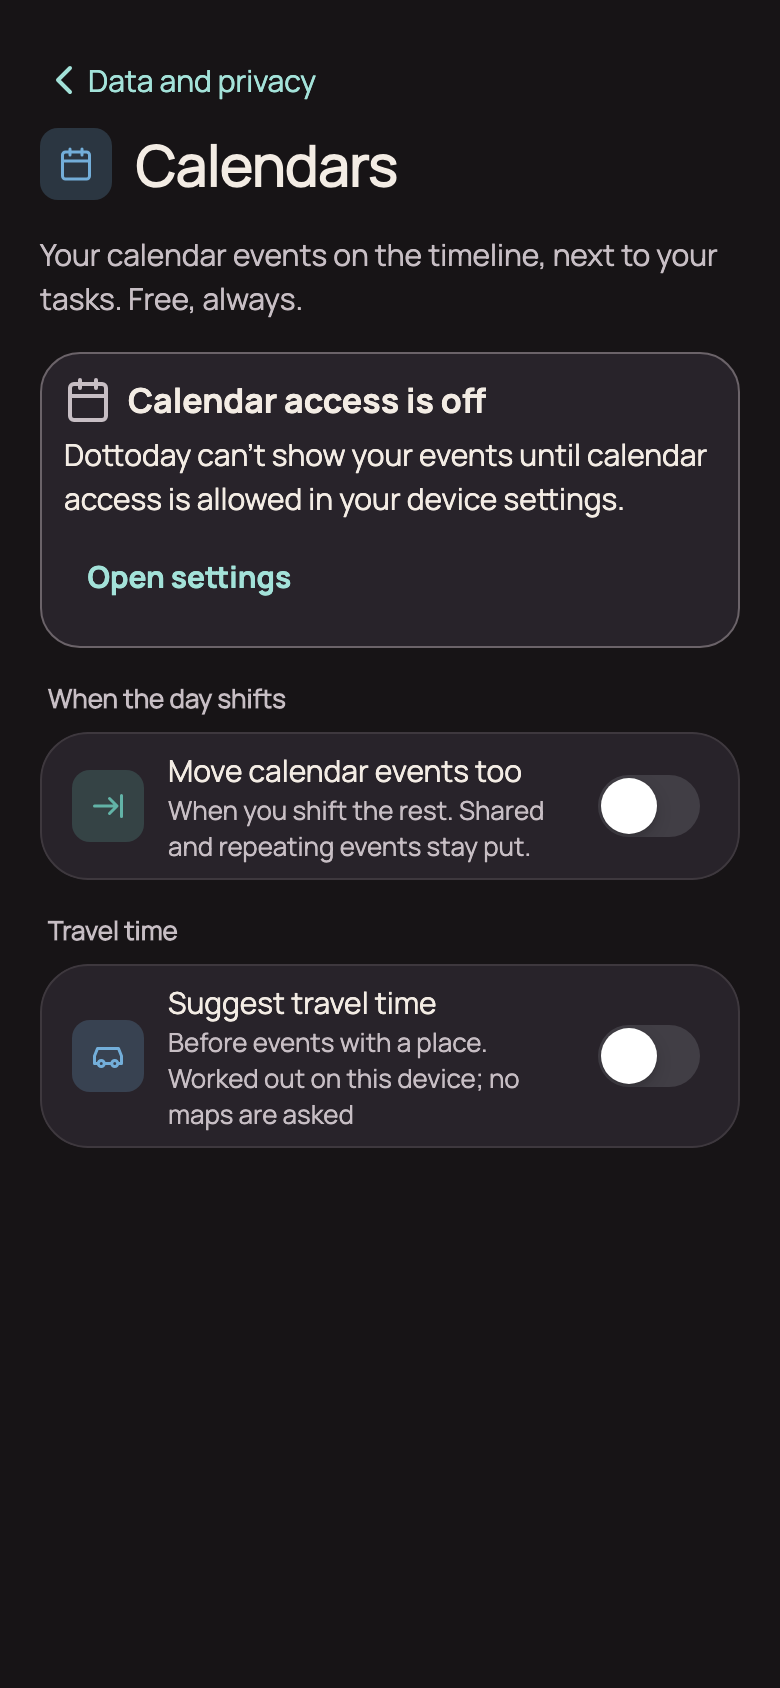 Data and privacy
Calendars
Your calendar events on the timeline, next to your
tasks. Free, always.
Calendar access is off
Dottoday can't show your events until calendar
access is allowed in your device settings.
Open settings
When the day shifts
Move calendar events too
When you shift the rest. Shared
and repeating events stay put.
Travel time
Suggest travel time
Before events with a place.
Worked out on this device; no
maps are asked